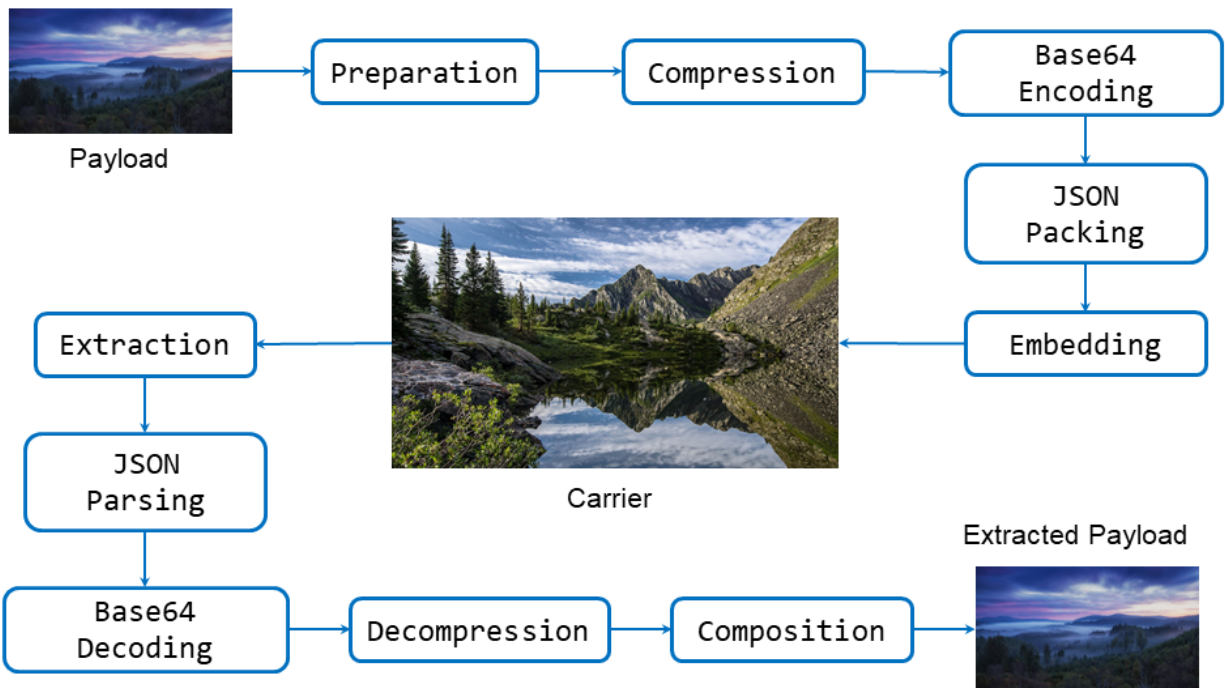 Preparation
Compression
Base64
Encoding
Payload
JSON
Packing
Embedding
Carrier
Extraction
JSON
Parsing
Base64
Decoding
Decompression
Composition
Extracted Payload